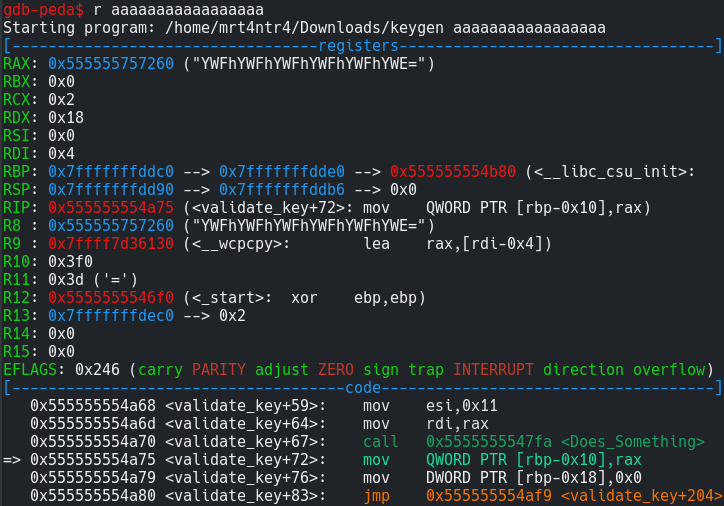 gdb-peda$ r aaaaaaaaaaaaaaaaa
Starting program: /home/mrt4ntr4/Downloads/keygen aaaaaaaaaaaaaaaaa
[----------------------------------registers-----------------------------------]
RAX: 0x555555757260 ("YWFhYWFhYWFhYWFhYWFhYWE=")
RBX: 0x0
RCX: 0x2
RDX: 0x18
RSI: 0x0
RDI: 0x4
RBP: 0x7fffffffddc0 --> 0x7fffffffdde0 --> 0x555555554b80 (<__libc_csu_init>:
RSP: 0x7fffffffdd90 --> 0x7fffffffddb6 --> 0x0
RIP: 0x555555554a75 (<validate_key+72>: mov    QWORD PTR [rbp-0x10],rax)
R8 : 0x555555757260 ("YWFhYWFhYWFhYWFhYWFhYWE=")
R9 : 0x7ffff7d36130 (<__wcpcpy>:        lea    rax,[rdi-0x4])
R10: 0x3f0
R11: 0x3d ('=')
R12: 0x5555555546f0 (<_start>:  xor    ebp,ebp)
R13: 0x7fffffffdec0 --> 0x2
R14: 0x0
R15: 0x0
EFLAGS: 0x246 (carry PARITY adjust ZERO sign trap INTERRUPT direction overflow)
[-------------------------------------code-------------------------------------]
   0x555555554a68 <validate_key+59>:    mov    esi,0x11
   0x555555554a6d <validate_key+64>:    mov    rdi,rax
   0x555555554a70 <validate_key+67>:    call   0x5555555547fa <Does_Something>
=> 0x555555554a75 <validate_key+72>:    mov    QWORD PTR [rbp-0x10],rax
   0x555555554a79 <validate_key+76>:    mov    DWORD PTR [rbp-0x18],0x0
   0x555555554a80 <validate_key+83>:    jmp    0x555555554af9 <validate_key+204>